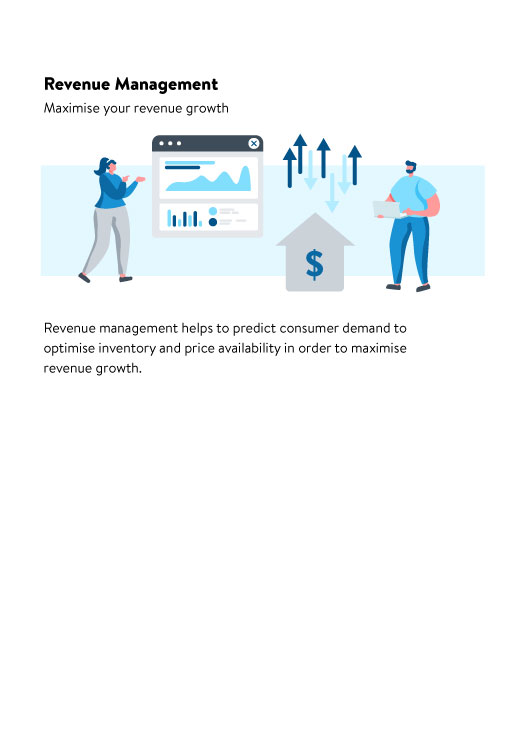 Revenue Management
Maximise your revenue growth
$
Revenue management helps to predict consumer demand to
optimise inventory and price availability in order to maximise
revenue growth.